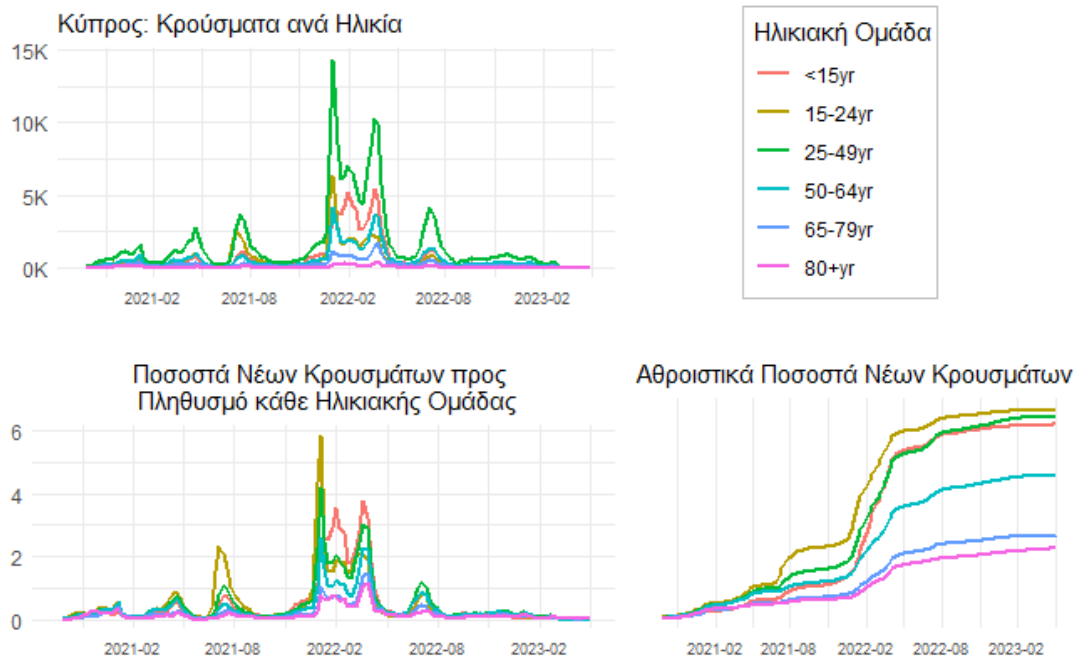 Κύπρος: Κρούσματα ανά Ηλικία
15K
10K
5K
0K
2021-02 2021-08 2022-02 2022-08 2023-02
Ηλικιακή Ομάδα
<15yr
15-24yr
25-49yr
50-64yr
65-79yr
80+yr
Ποσοστά Νέων Κρουσμάτων προς
Πληθυσμό κάθε Ηλικιακής Ομάδας
6
4
2
0
2021-02 2021-08 2022-02 2022-08 2023-02
Αθροιστικά Ποσοστά Νέων Κρουσμάτων
2021-02 2021-08 2022-02 2022-08 2023-02